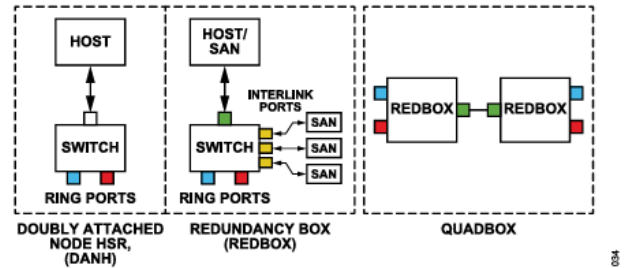 HOST
SWITCH
RING PORTS
DOUBLY ATTACHED
NODE HSR,
(DANH)
HOST/
SAN
INTERLINK
PORTS
SAN
SAN
SAN
SWITCH
RING PORTS
REDUNDANCY BOX
(REDBOX)
REDBOX
REDBOX
QUADBOX
034